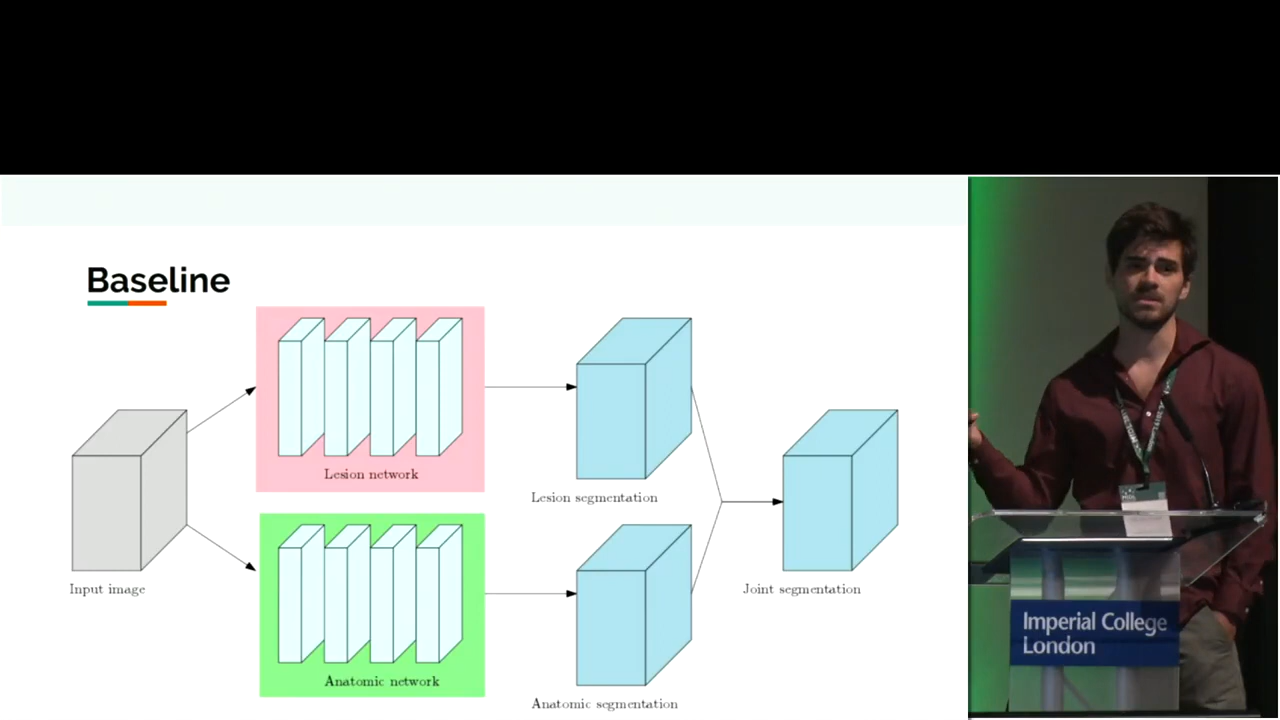 Baseline
Lesion network
Lesion segmentation
Input image
Joint segmentation
Anatomic network
Anatomic segmentation
Imperial College
London